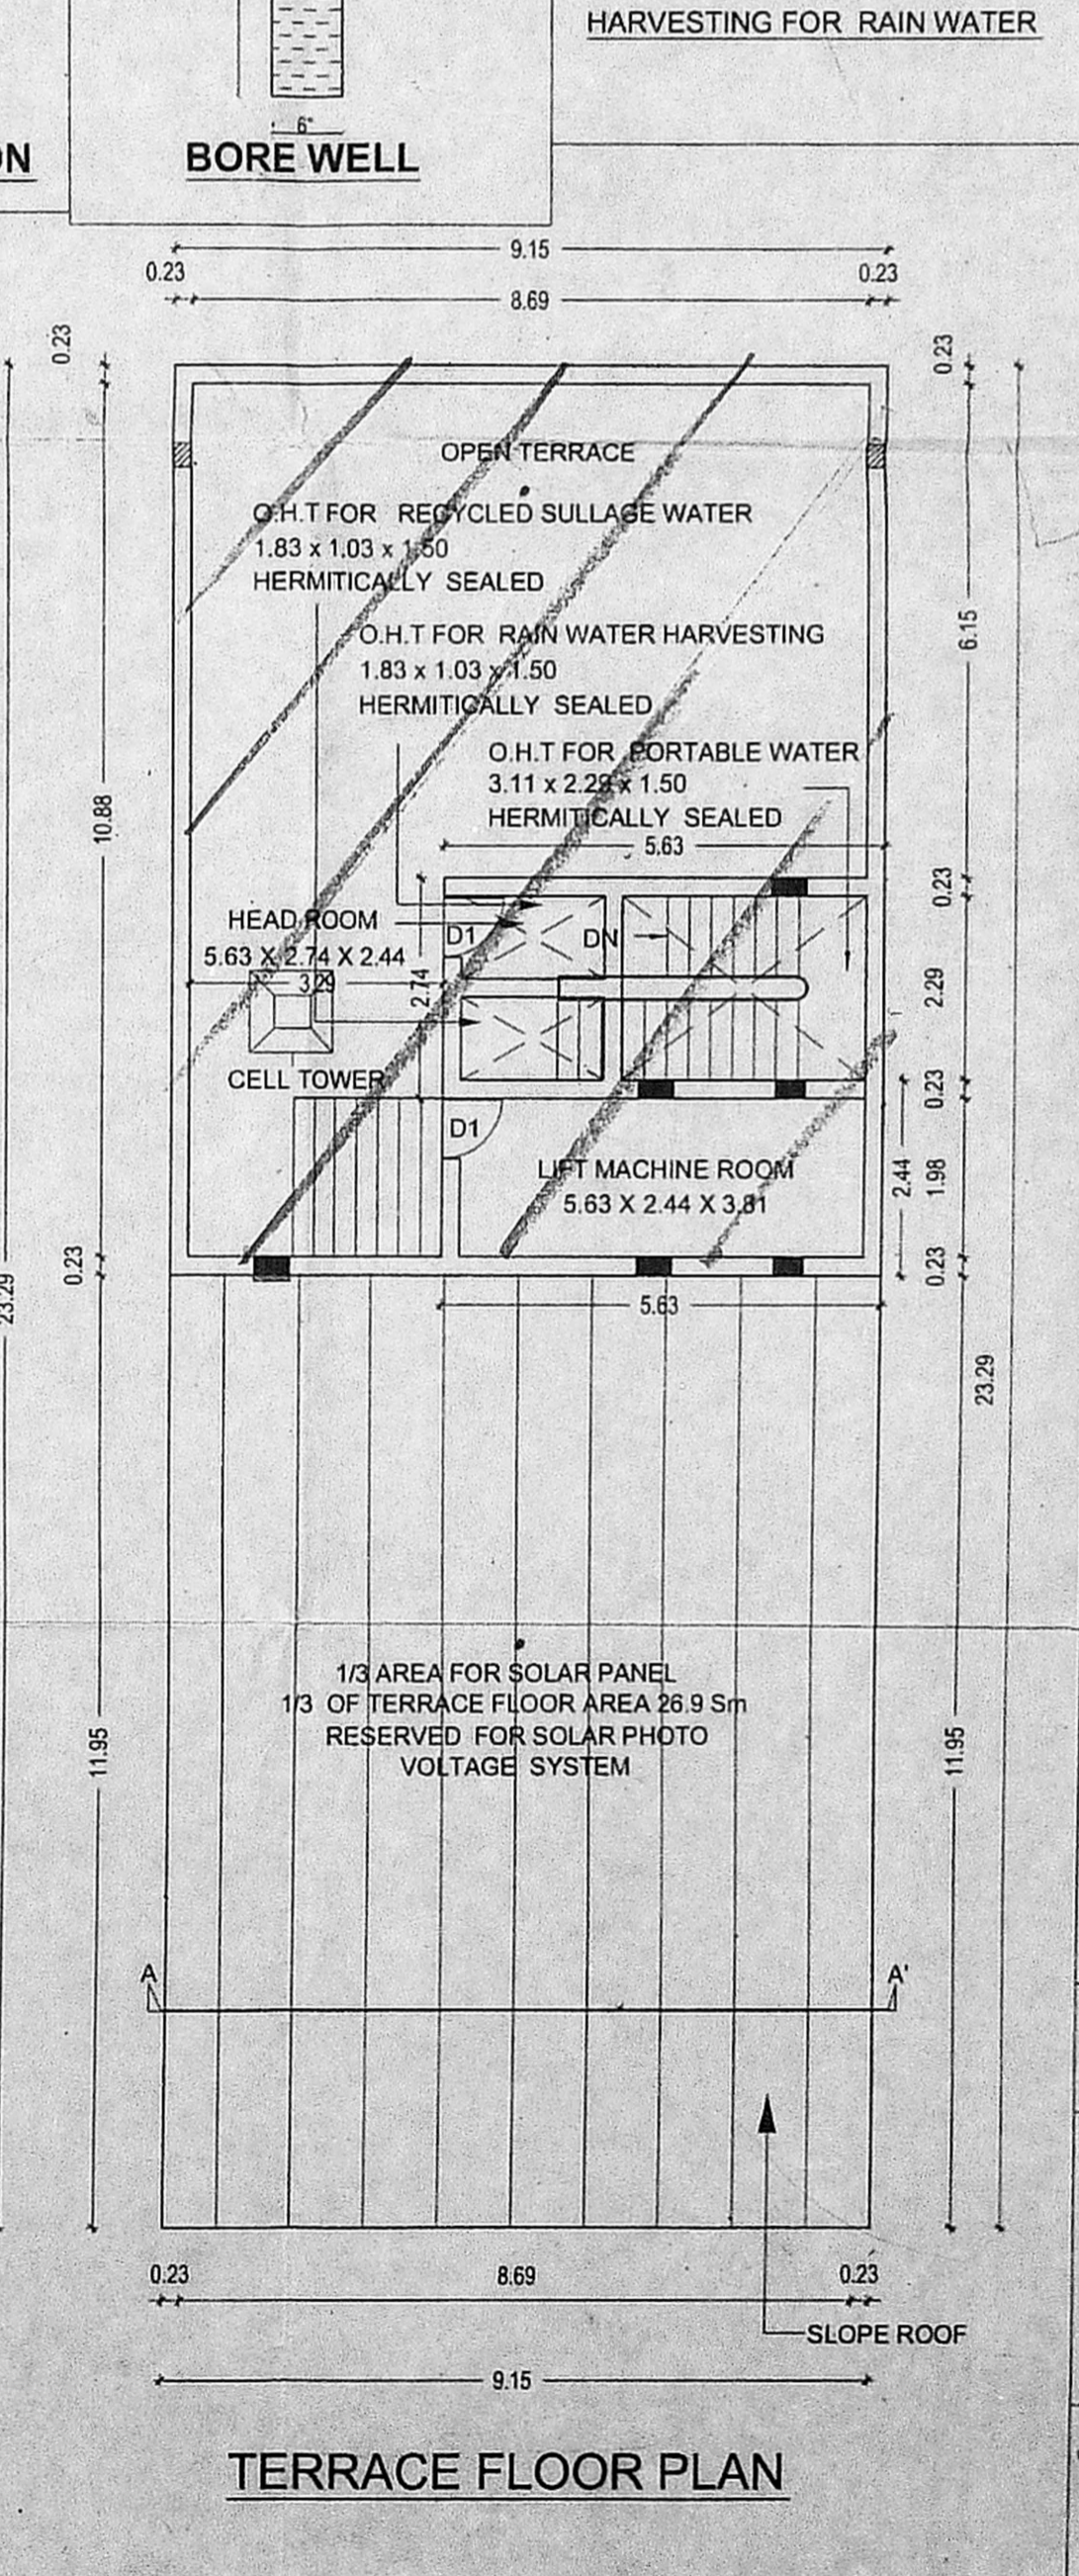 HARVESTING FOR RAIN WATER
6"
ON
BORE WELL
9.15
0.23
0.23
8.69
0.23
0.23
OPEN TERRACE
O.H.T FOR RECYCLED SULLAGE WATER
1.83 x 1.03 x 1.50
HERMITICALLY SEALED
O.H.T FOR RAIN WATER HARVESTING
1.83 x 1.03 x 1.50
HERMITICALLY SEALED
6.15
O.H.T FOR PORTABLE WATER
3.11 x 2.29 x 1.50
HERMITICALLY SEALED
10.88
5.63
0.23
HEAD ROOM
5.63 X 2.74 X 2.44
D1
DN
3.29
2.74
2.29
CELL TOWER
0.23
D1
LIFT MACHINE ROOM
5.63 X 2.44 X 3.81
2.44
1.98
0.23
0.23
23.29
5.63
23.29
1/3 AREA FOR SOLAR PANEL
1/3 OF TERRACE FLOOR AREA 26.9 Sm
RESERVED FOR SOLAR PHOTO
VOLTAGE SYSTEM
11.95
11.95
A
A'
0.23
8.69
0.23
SLOPE ROOF
9.15
TERRACE FLOOR PLAN